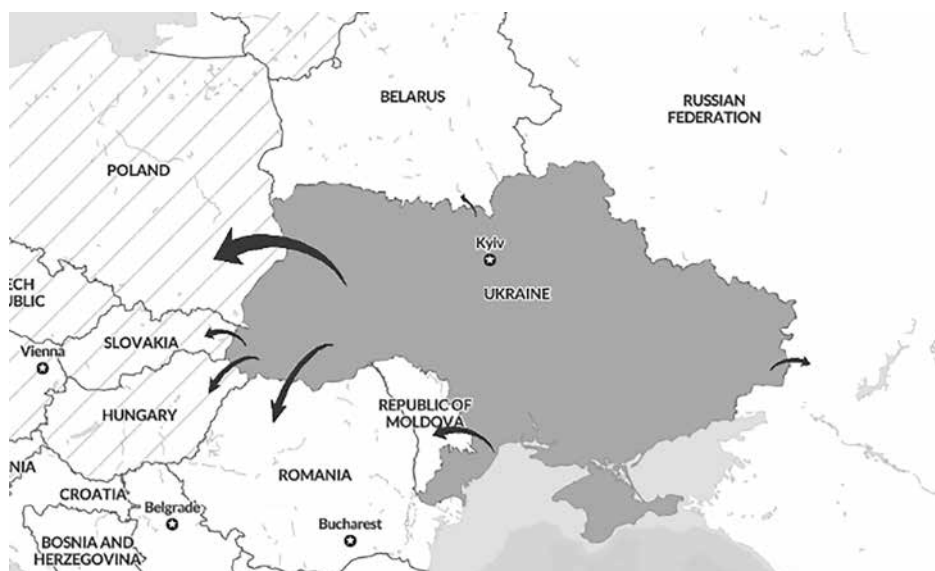 BELARUS
RUSSIAN
FEDERATION
POLAND
Kyiv
UKRAINE
ECH
UBLIC
SLOVAKIA
Vienna
HUNGARY
REPUBLIC OF
MOLDOVA
NIA
ROMANIA
CROATIA
Belgrade
Bucharest
BOSNIA AND
HERZEGOVINA